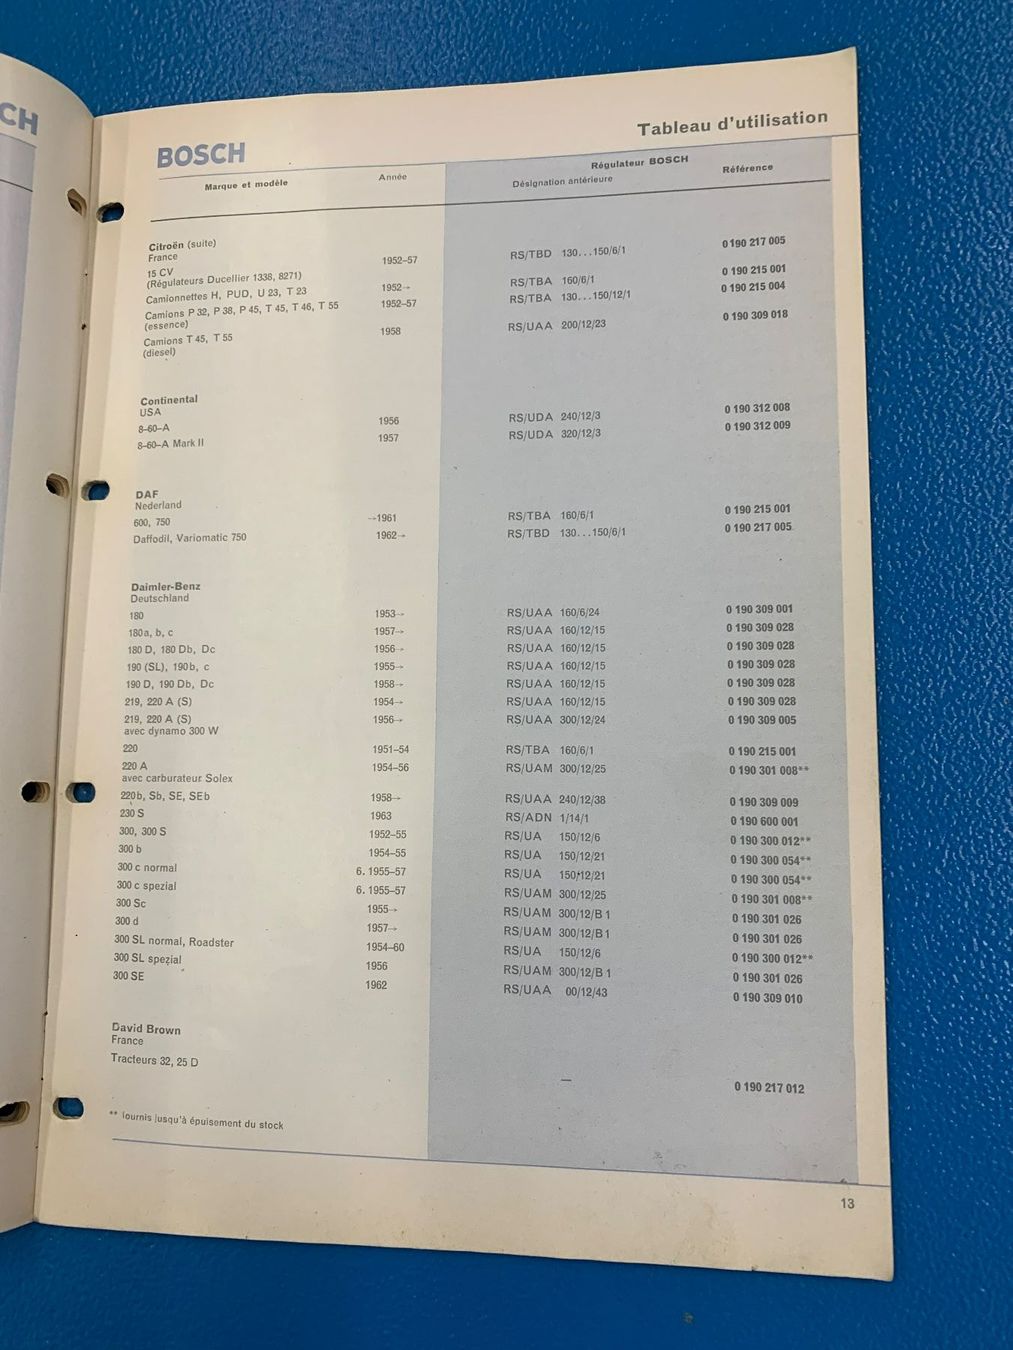 CH
BOSCH
Tableau d'utilisation
Marque et modèle Année Régulateur BOSCH
Désignation antérieure Référence
Citroën (suite)
France
15 CV 1952–57 RS/TBD 130...150/6/1 0 190 217 005
(Régulateurs Ducellier 1338, 8271)
Camionnettes H, PUD, U 23, T 23 1952→ RS/TBA 160/6/1 0 190 215 001
Camions P 32, P 38, P 45, T 45, T 46, T 55 1952–57 RS/TBA 130...150/12/1 0 190 215 004
(essence)
Camions T 45, T 55 1958 RS/UAA 200/12/23 0 190 309 018
(diesel)
Continental
USA
8–60–A 1956 RS/UDA 240/12/3 0 190 312 008
8–60–A Mark II 1957 RS/UDA 320/12/3 0 190 312 009
DAF
Nederland
600, 750 →1961 RS/TBA 160/6/1 0 190 215 001
Daffodil, Variomatic 750 1962→ RS/TBD 130...150/6/1 0 190 217 005
Daimler-Benz
Deutschland
180 1953→ RS/UAA 160/6/24 0 190 309 001
180a, b, c 1957→ RS/UAA 160/12/15 0 190 309 028
180 D, 180 Db, Dc 1956→ RS/UAA 160/12/15 0 190 309 028
190 (SL), 190b, c 1955→ RS/UAA 160/12/15 0 190 309 028
190 D, 190 Db, Dc 1958→ RS/UAA 160/12/15 0 190 309 028
219, 220 A (S) 1954→ RS/UAA 160/12/15 0 190 309 028
219, 220 A (S) 1956→ RS/UAA 300/12/24 0 190 309 005
avec dynamo 300 W
220 1951–54 RS/TBA 160/6/1 0 190 215 001
220 A 1954–56 RS/UAM 300/12/25 0 190 301 008**
avec carburateur Solex
220b, Sb, SE, SEb 1958→ RS/UAA 240/12/38 0 190 309 009
230 S 1963 RS/ADN 1/14/1 0 190 600 001
300, 300 S 1952–55 RS/UA 150/12/6 0 190 300 012**
300 b 1954–55 RS/UA 150/12/21 0 190 300 054**
300 c normal 6. 1955–57 RS/UA 150/12/21 0 190 300 054**
300 c spezial 6. 1955–57 RS/UAM 300/12/25 0 190 301 008**
300 Sc 1955→ RS/UAM 300/12/B 1 0 190 301 026
300 d 1957→ RS/UAM 300/12/B 1 0 190 301 026
300 SL normal, Roadster 1954–60 RS/UA 150/12/6 0 190 300 012**
300 SL spezial 1956 RS/UAM 300/12/B 1 0 190 301 026
300 SE 1962 RS/UAA 00/12/43 0 190 309 010
David Brown
France
Tracteurs 32, 25 D — 0 190 217 012
** fournis jusqu'à épuisement du stock
13